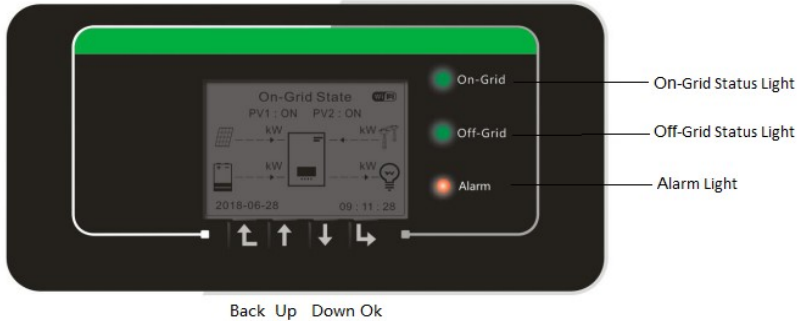 On-Grid State WiFi
PV1 : ON PV2 : ON
kW kW
kW kW
2018-06-28 09 : 11 : 28
On-Grid
Off-Grid
Alarm
On-Grid Status Light
Off-Grid Status Light
Alarm Light
Back Up Down Ok